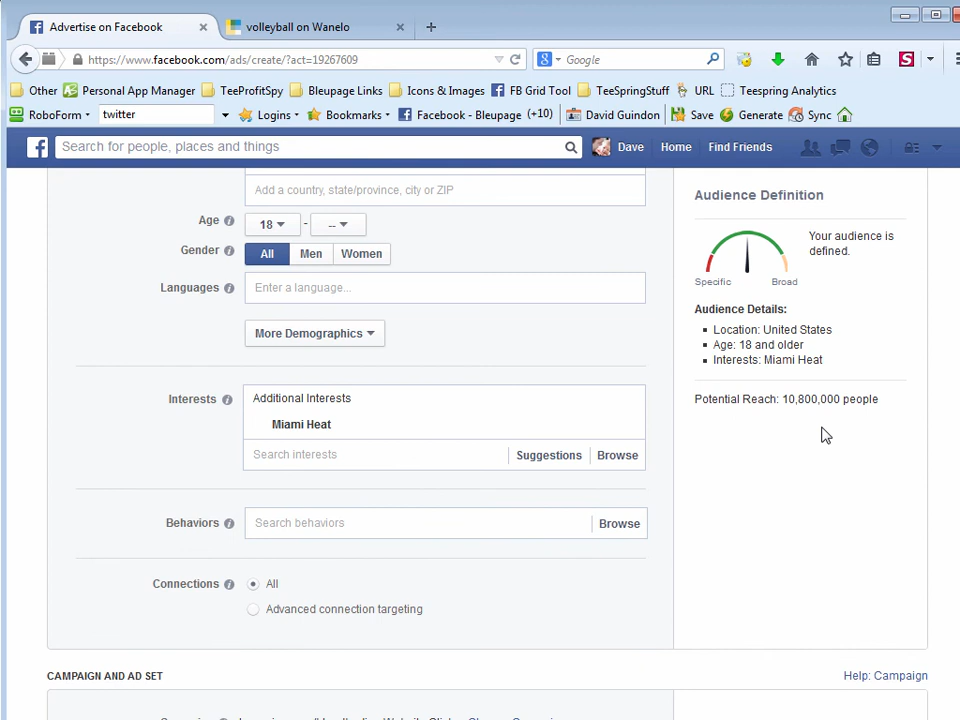 Advertise on Facebook
volleyball on Wanelo
https://www.facebook.com/ads/create/?act=19267609
Google
Other Personal App Manager TeeProfitSpy Bleupage Links Icons & Images FB Grid Tool TeeSpringStuff URL Teespring Analytics
RoboForm twitter Logins Bookmarks Facebook - Bleupage (+10) David Guindon Save Generate Sync
Search for people, places and things
Dave Home Find Friends
Add a country, state/province, city or ZIP
Age 18 - --
Gender All Men Women
Languages Enter a language...
More Demographics
Interests Additional Interests
Miami Heat
Search interests Suggestions Browse
Behaviors Search behaviors Browse
Connections All
Advanced connection targeting
Audience Definition
Your audience is
defined.
Specific Broad
Audience Details:
Location: United States
Age: 18 and older
Interests: Miami Heat
Potential Reach: 10,800,000 people
CAMPAIGN AND AD SET
Help: Campaign